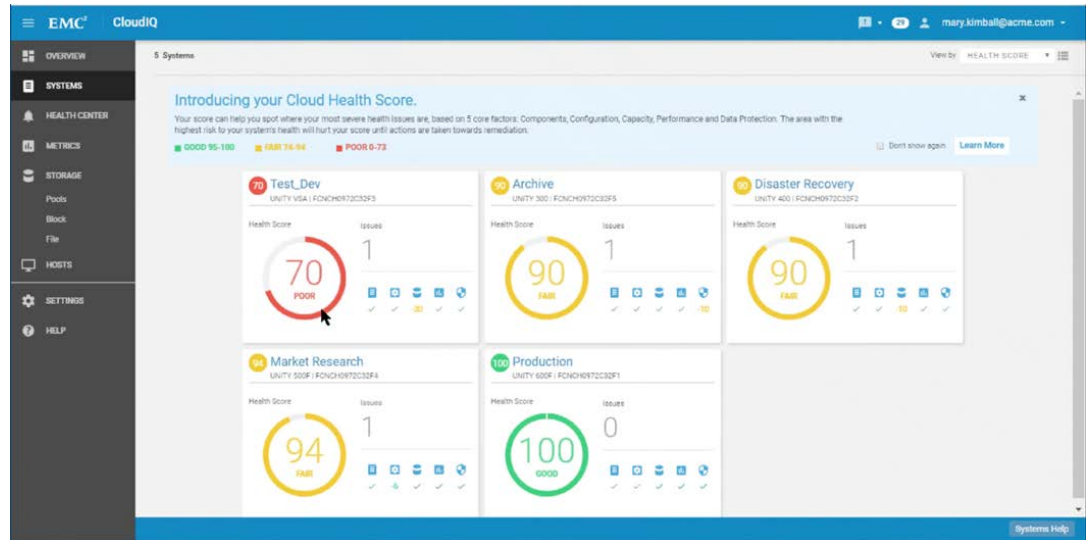 EMC² CloudIQ 29 mary.kimball@acme.com
OVERVIEW
SYSTEMS
HEALTH CENTER
METRICS
STORAGE
Pools
Block
File
HOSTS
SETTINGS
HELP
5 Systems View by HEALTH SCORE
Introducing your Cloud Health Score.
Your score can help you spot where your most severe health issues are, based on 5 core factors: Components, Configuration, Capacity, Performance and Data Protection. The area with the
highest risk to your system's health will hurt your score until actions are taken towards remediation.
GOOD 95-100 FAIR 74-94 POOR 0-73 Don't show again Learn More
70 Test_Dev
UNITY VSA | FCNCH0972C32F3
Health Score Issues
70 POOR
1
-30
90 Archive
UNITY 300 | FCNCH0972C32F5
Health Score Issues
90 FAIR
1
-10
90 Disaster Recovery
UNITY 400 | FCNCH0972C32F2
Health Score Issues
90 FAIR
1
-10
94 Market Research
UNITY 500F | FCNCH0972C32F4
Health Score Issues
94 FAIR
1
-6
100 Production
UNITY 600F | FCNCH0972C32F1
Health Score Issues
100 GOOD
0
Systems Help